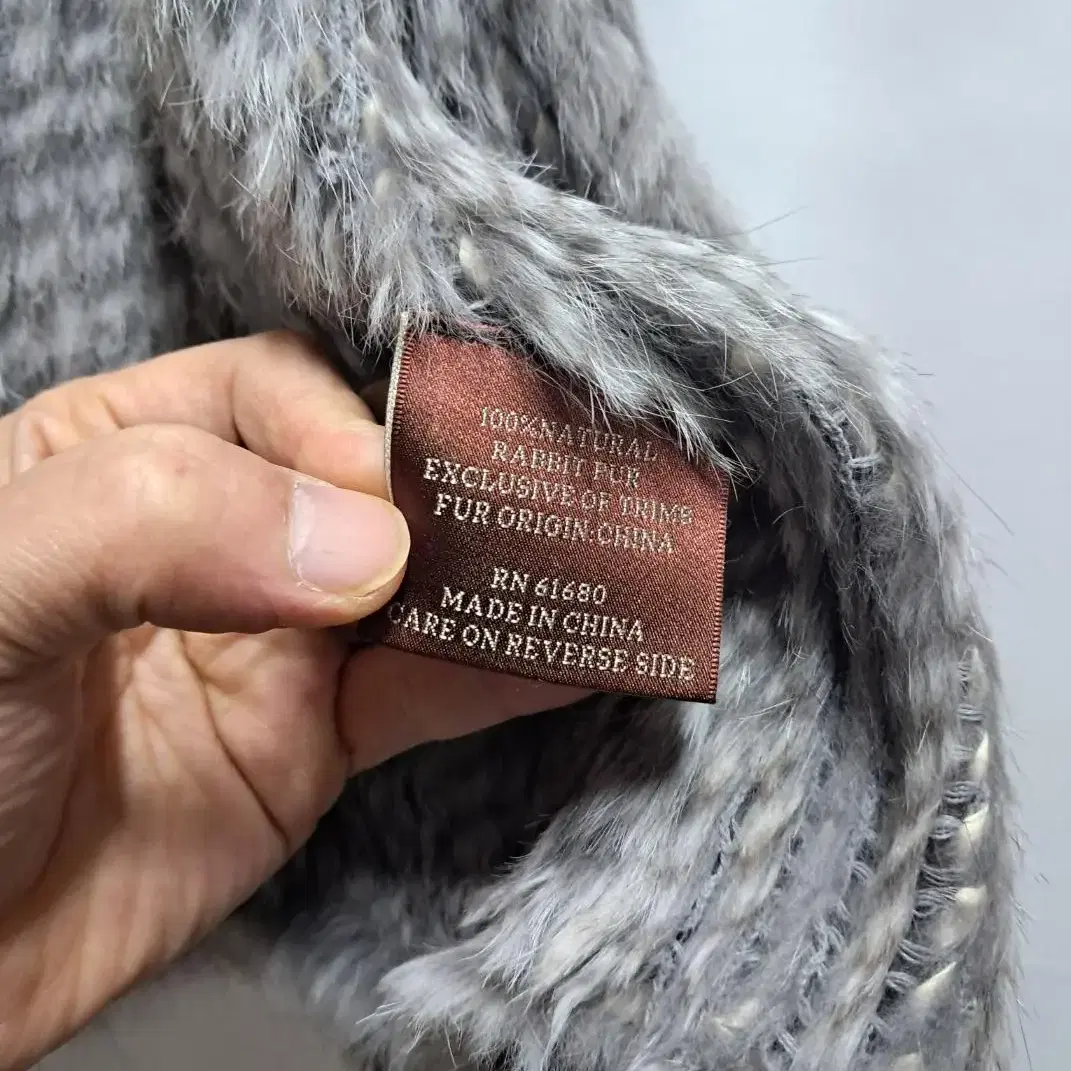 100%NATURAL
RABBIT FUR
EXCLUSIVE OF TRIMS
FUR ORIGIN:CHINA
RN 61680
MADE IN CHINA
CARE ON REVERSE SIDE